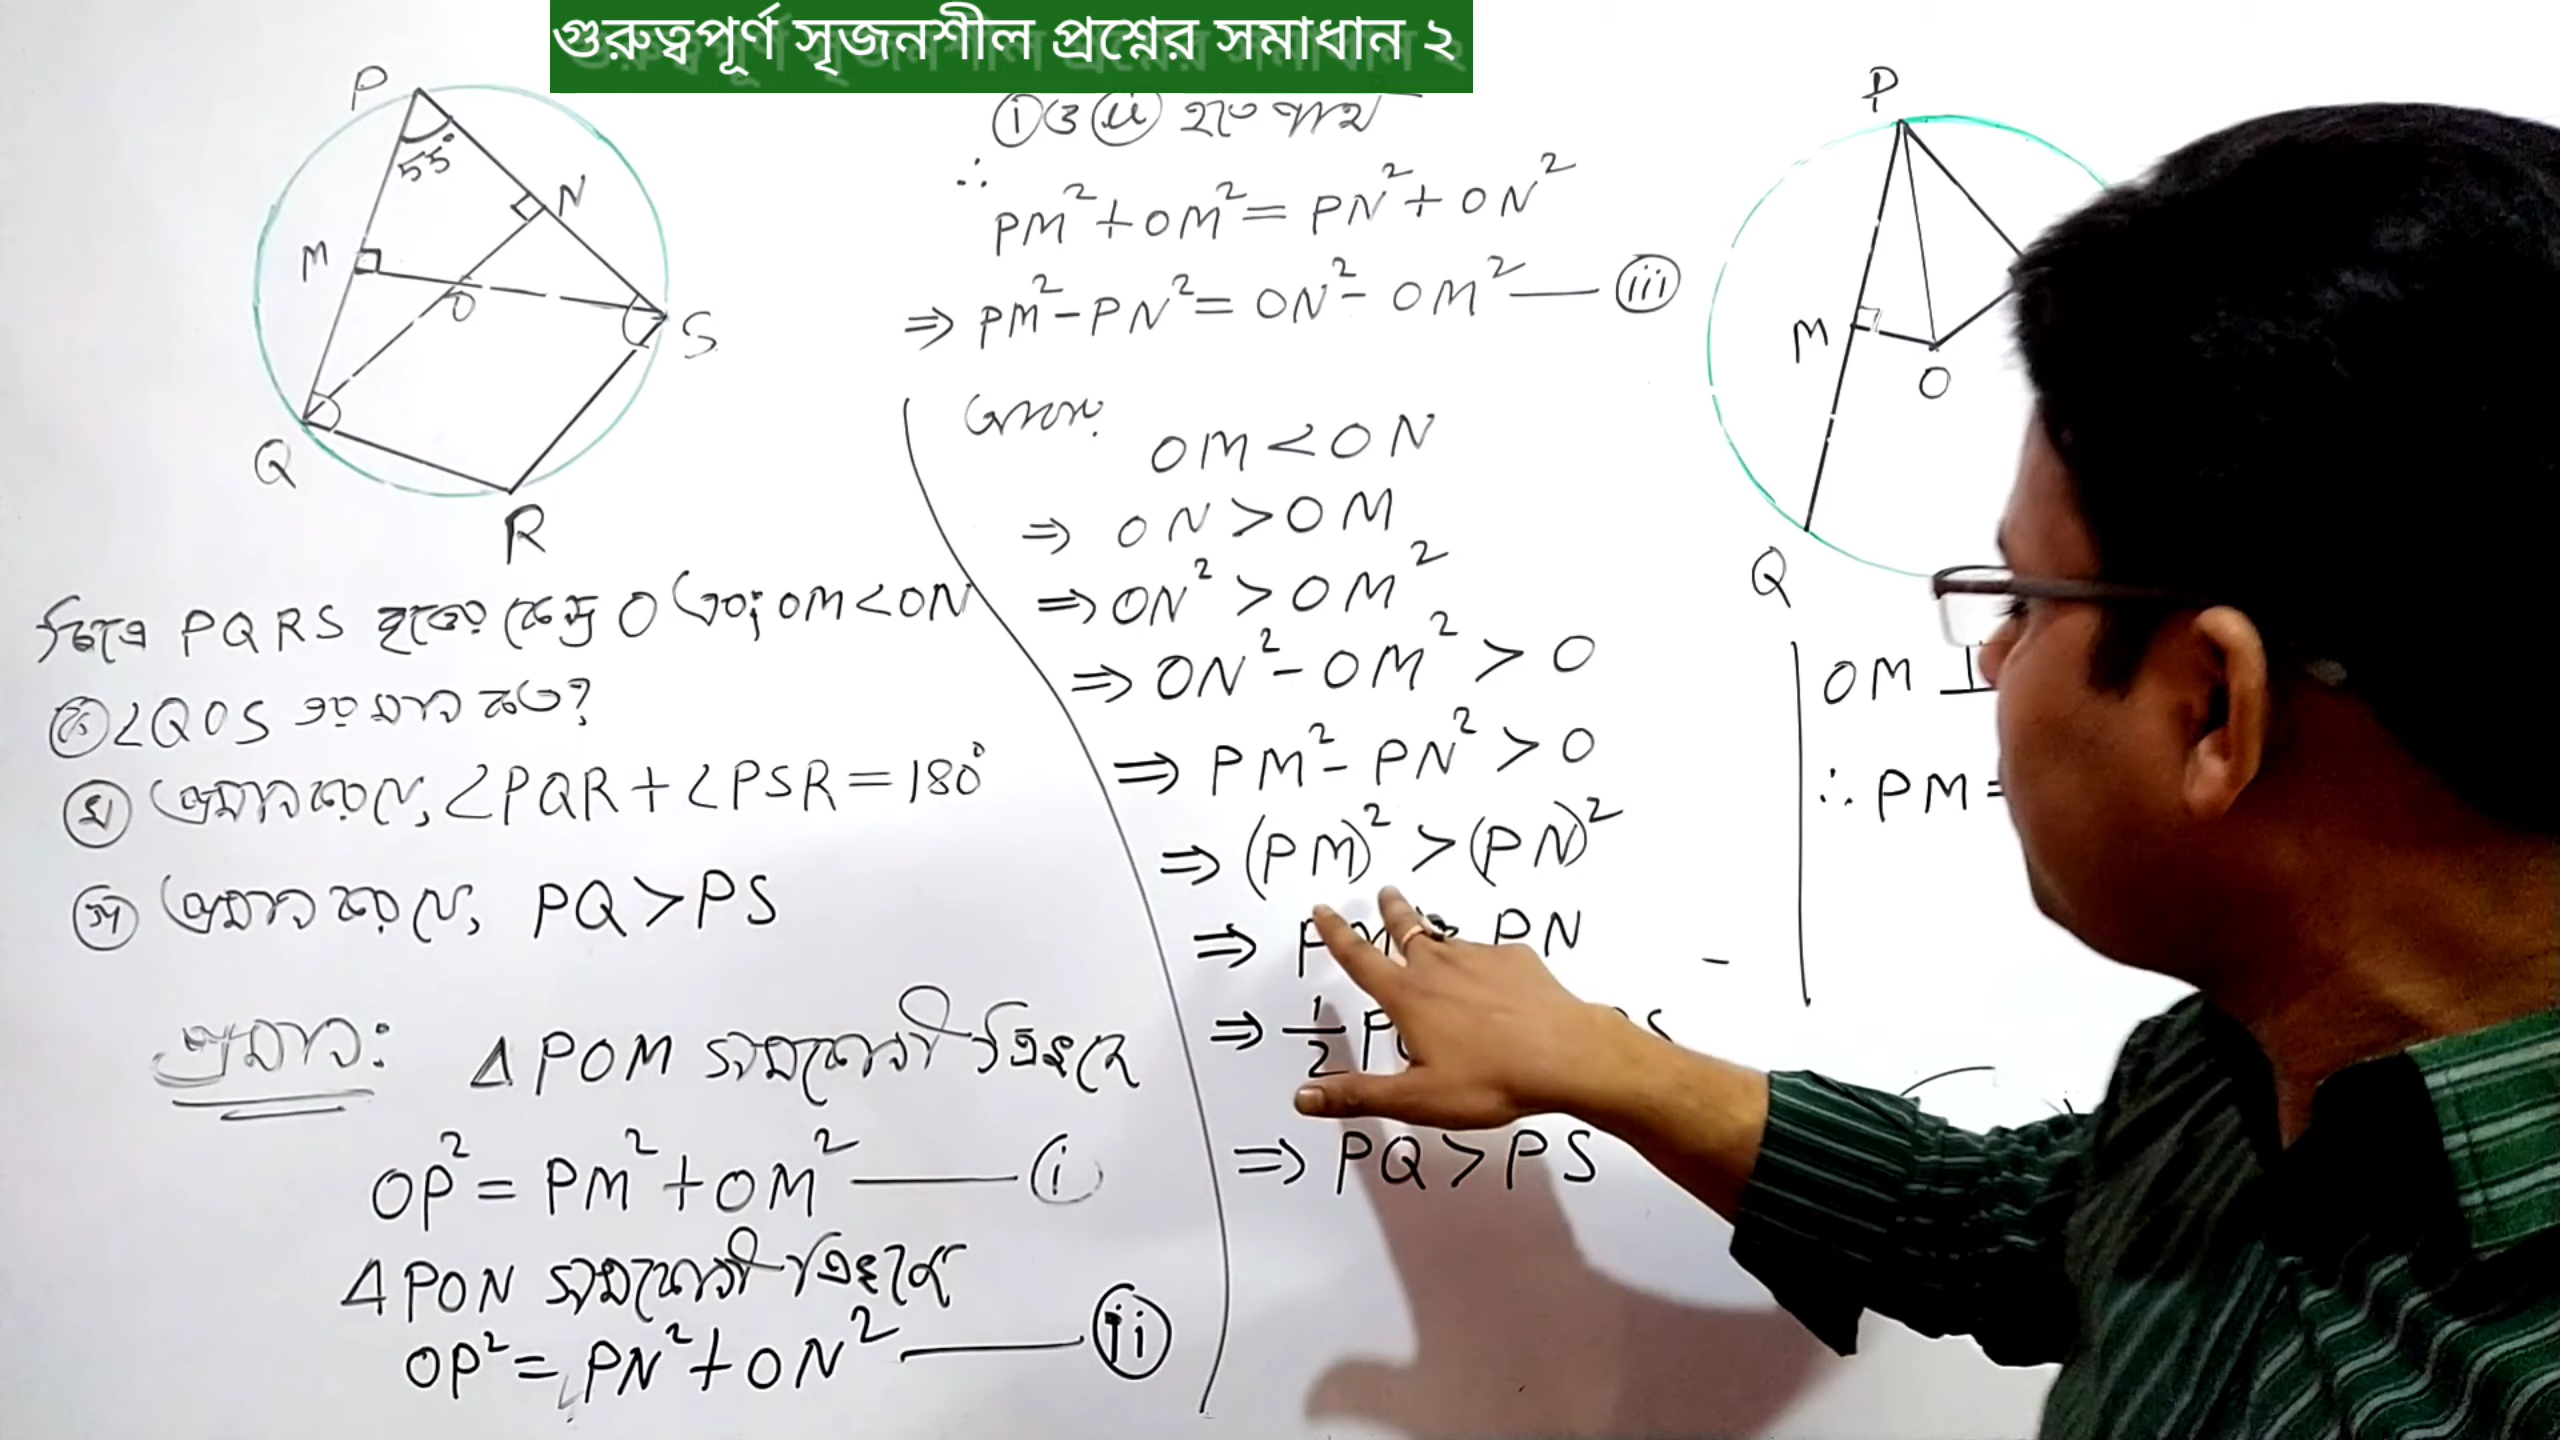 গুরুত্বপূর্ণ সৃজনশীল প্রশ্নের সমাধান ২
P
55°
N
M
O
S
Q
R
চিত্রে PQRS বৃত্তের কেন্দ্র O এবং OM<ON
ক ∠QOS এর মান কত?
খ প্রমাণ কর যে, ∠PQR+∠PSR=180°
গ প্রমাণ কর যে, PQ>PS
প্রমাণ: ΔPOM সমকোণী ত্রিভুজে
OP²=PM²+OM² — (i)
ΔPON সমকোণী ত্রিভুজে
OP²=PN²+ON² — (ii)
(i) ও (ii) হতে পাই
∴ PM²+OM²=PN²+ON²
⇒ PM²-PN²=ON²-OM² — (iii)
OM<ON
⇒ ON>OM
⇒ ON²>OM²
⇒ ON²-OM²>0
⇒ PM²-PN²>0
⇒ (PM)²>(PN)²
⇒ PM> PN
⇒ ½ P
⇒ PQ>PS
P
M
O
Q
OM ⊥
∴ PM=